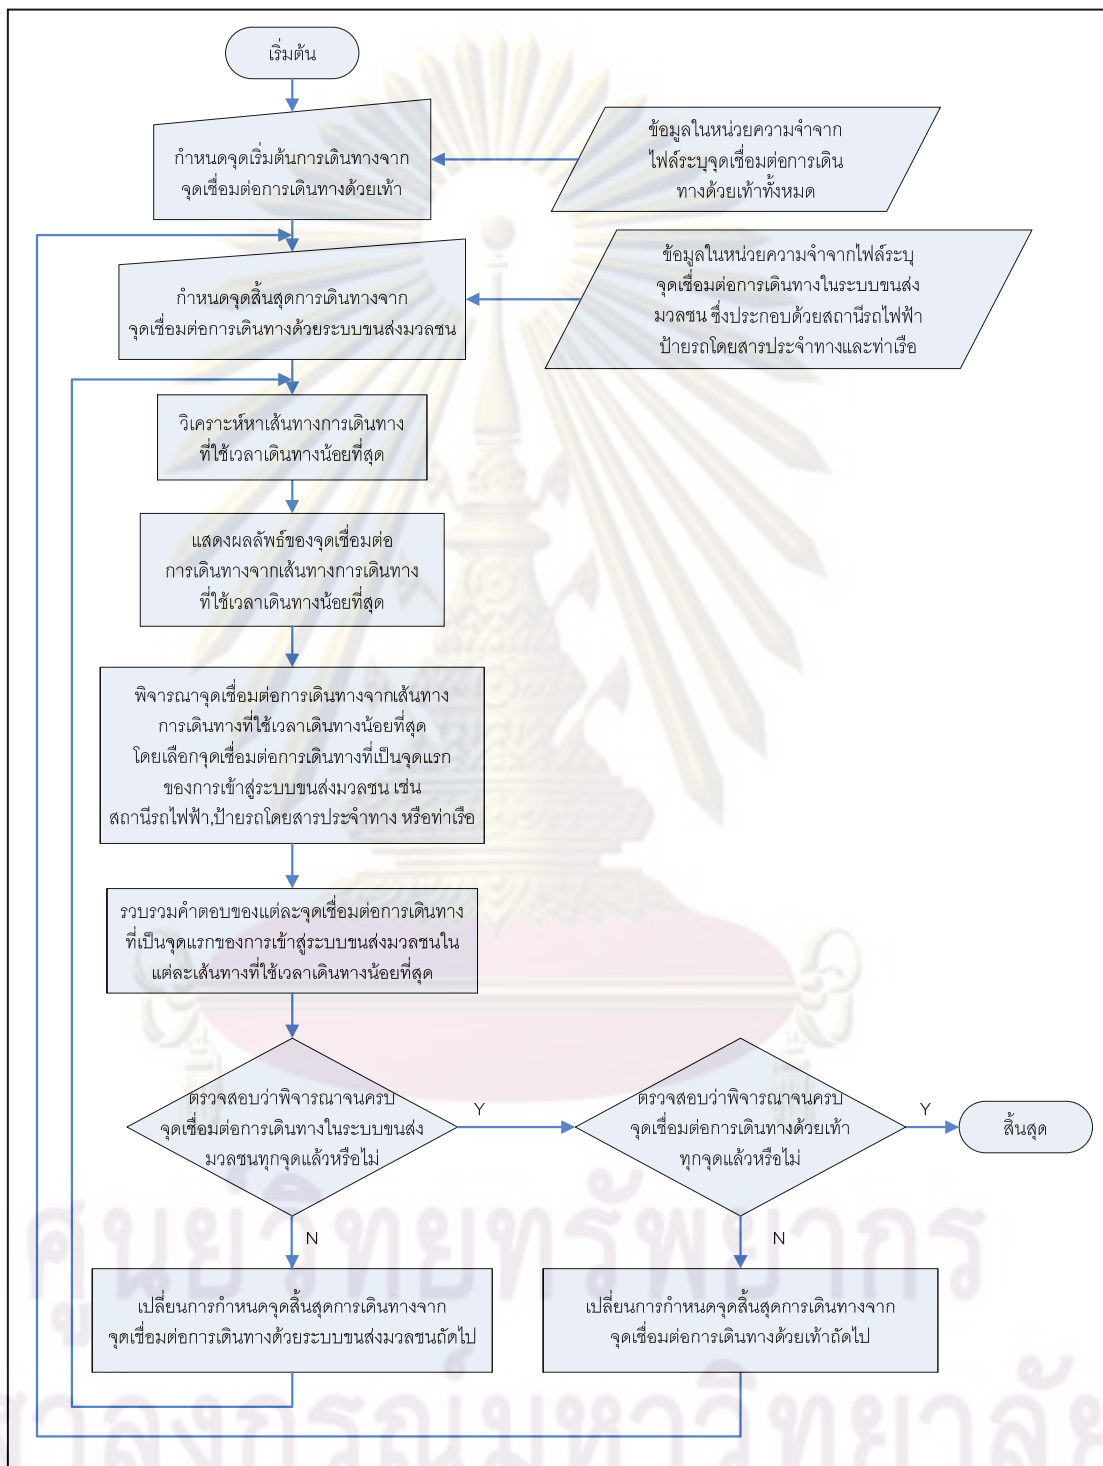 เริ่มต้น
กำหนดจุดเริ่มต้นการเดินทางจาก
จุดเชื่อมต่อการเดินทางด้วยเท้า
ข้อมูลในหน่วยความจำจาก
ไฟล์ระบุจุดเชื่อมต่อการเดิน
ทางด้วยเท้าทั้งหมด
กำหนดจุดสิ้นสุดการเดินทางจาก
จุดเชื่อมต่อการเดินทางด้วยระบบขนส่งมวลชน
ข้อมูลในหน่วยความจำจากไฟล์ระบุ
จุดเชื่อมต่อการเดินทางในระบบขนส่ง
มวลชน ซึ่งประกอบด้วยสถานีรถไฟฟ้า
ป้ายรถโดยสารประจำทางและท่าเรือ
วิเคราะห์หาเส้นทางการเดินทาง
ที่ใช้เวลาเดินทางน้อยที่สุด
แสดงผลลัพธ์ของจุดเชื่อมต่อ
การเดินทางจากเส้นทางการเดินทาง
ที่ใช้เวลาเดินทางน้อยที่สุด
พิจารณาจุดเชื่อมต่อการเดินทางจากเส้นทาง
การเดินทางที่ใช้เวลาเดินทางน้อยที่สุด
โดยเลือกจุดเชื่อมต่อการเดินทางที่เป็นจุดแรก
ของการเข้าสู่ระบบขนส่งมวลชน เช่น
สถานีรถไฟฟ้า,ป้ายรถโดยสารประจำทาง หรือท่าเรือ
รวบรวมคำตอบของแต่ละจุดเชื่อมต่อการเดินทาง
ที่เป็นจุดแรกของการเข้าสู่ระบบขนส่งมวลชนใน
แต่ละเส้นทางที่ใช้เวลาเดินทางน้อยที่สุด
ตรวจสอบว่าพิจารณาจนครบ
จุดเชื่อมต่อการเดินทางในระบบขนส่ง
มวลชนทุกจุดแล้วหรือไม่
Y
ตรวจสอบว่าพิจารณาจนครบ
จุดเชื่อมต่อการเดินทางด้วยเท้า
ทุกจุดแล้วหรือไม่
Y
สิ้นสุด
N
N
เปลี่ยนการกำหนดจุดสิ้นสุดการเดินทางจาก
จุดเชื่อมต่อการเดินทางด้วยระบบขนส่งมวลชนถัดไป
เปลี่ยนการกำหนดจุดสิ้นสุดการเดินทางจาก
จุดเชื่อมต่อการเดินทางด้วยเท้าถัดไป
ศูนย์วิทยทรัพยากร
ฬาลงกรณ์มหาวิทยาลัย